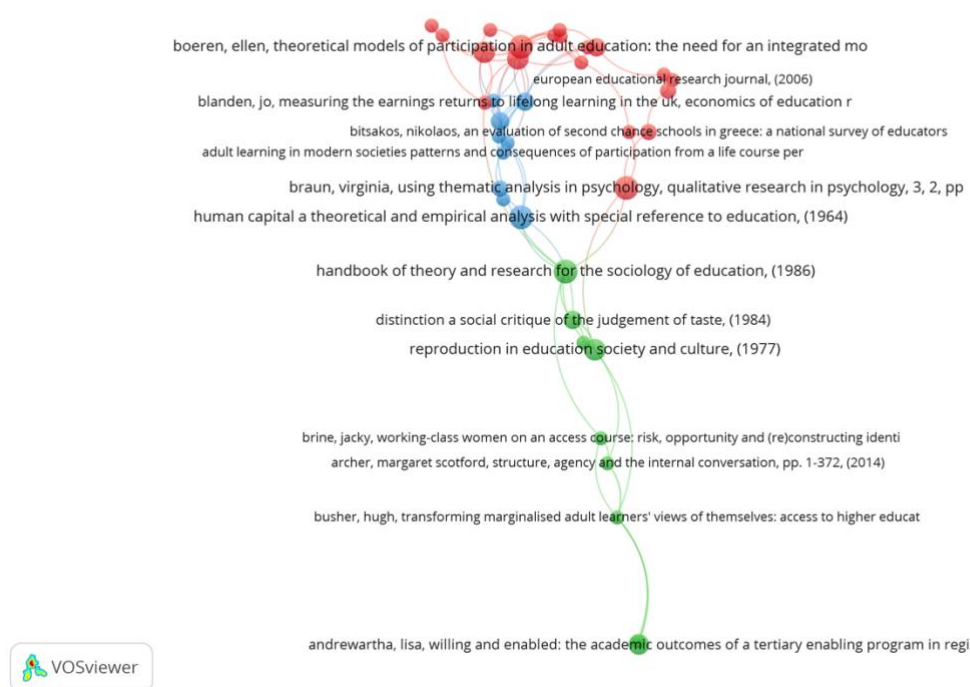 boeren, ellen, theoretical models of participation in adult education: the need for an integrated mo
european educational research journal, (2006)
blanden, jo, measuring the earnings returns to lifelong learning in the uk, economics of education r
bitsakos, nikolaos, an evaluation of second chance schools in greece: a national survey of educators
adult learning in modern societies patterns and consequences of participation from a life course per
braun, virginia, using thematic analysis in psychology, qualitative research in psychology, 3, 2, pp
human capital a theoretical and empirical analysis with special reference to education, (1964)
handbook of theory and research for the sociology of education, (1986)
distinction a social critique of the judgement of taste, (1984)
reproduction in education society and culture, (1977)
brine, jacky, working-class women on an access course: risk, opportunity and (re)constructing identi
archer, margaret scotford, structure, agency and the internal conversation, pp. 1-372, (2014)
busher, hugh, transforming marginalised adult learners' views of themselves: access to higher educat
andrewartha, lisa, willing and enabled: the academic outcomes of a tertiary enabling program in regi
VOSviewer